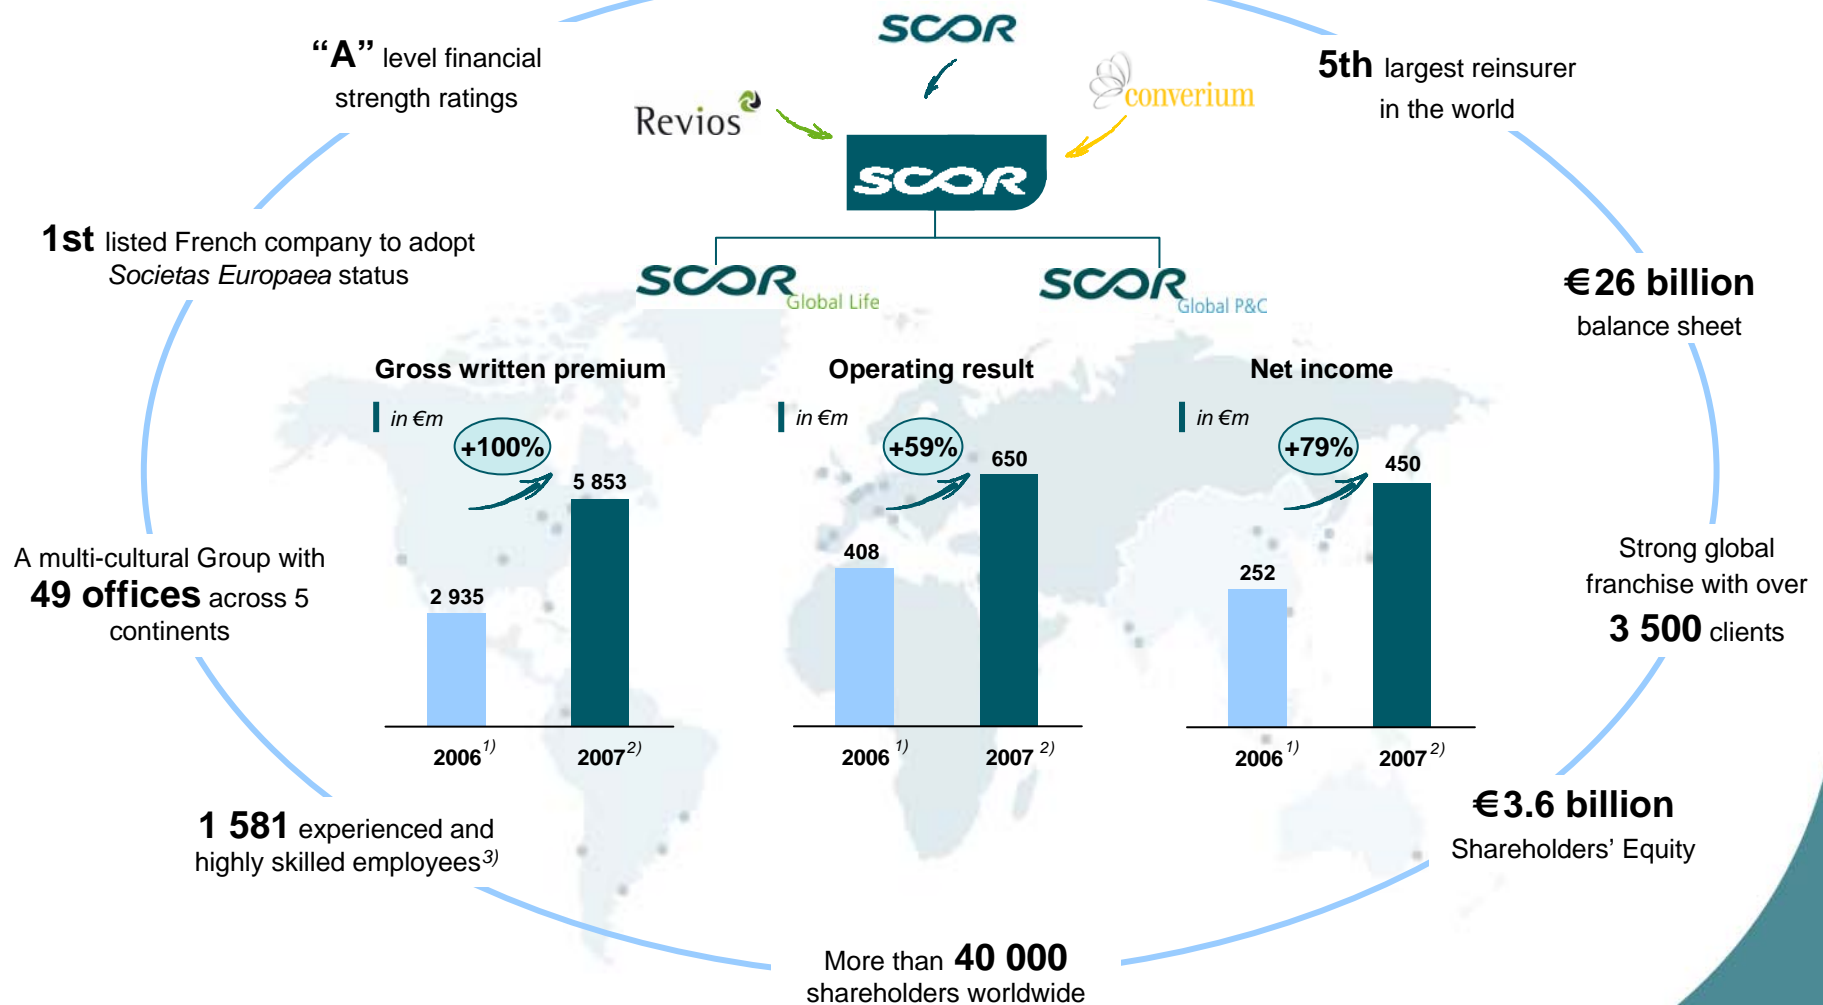 SCOR
“A” level financial
strength ratings
Revios
converium
5th largest reinsurer
in the world
SCOR
1st listed French company to adopt
Societas Europaea status
SCOR
Global Life
SCOR
Global P&C
€26 billion
balance sheet
Gross written premium
in €m
+100%
5 853
2 935
2006 1)
2007 2)
Operating result
in €m
+59%
650
408
2006 1)
2007 2)
Net income
in €m
+79%
450
252
2006 1)
2007 2)
A multi-cultural Group with
49 offices across 5
continents
Strong global
franchise with over
3 500 clients
1 581 experienced and
highly skilled employees3)
€3.6 billion
Shareholders’ Equity
More than 40 000
shareholders worldwide